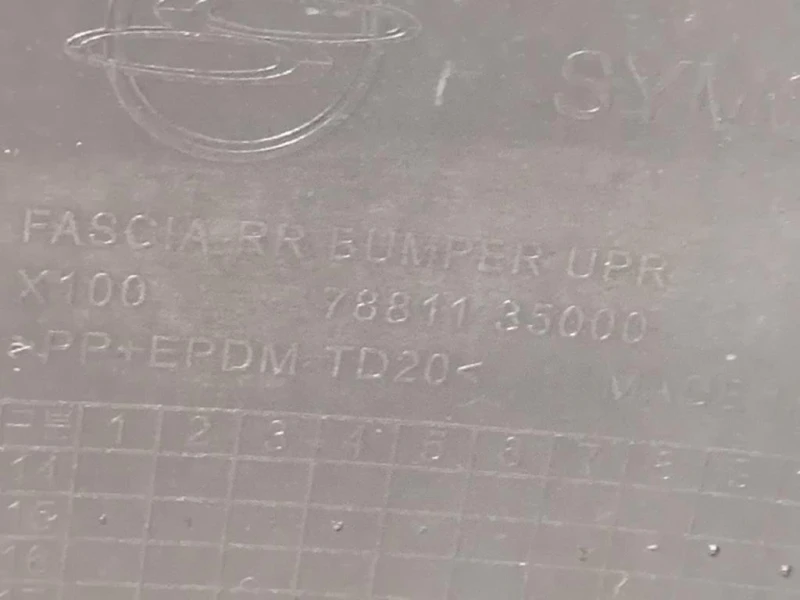 FASCIA-RR BUMPER UPR
X100 78811 35000
>PP+EPDM TD20<
1 2 3 4 5 6 7 8 9
14
15
16